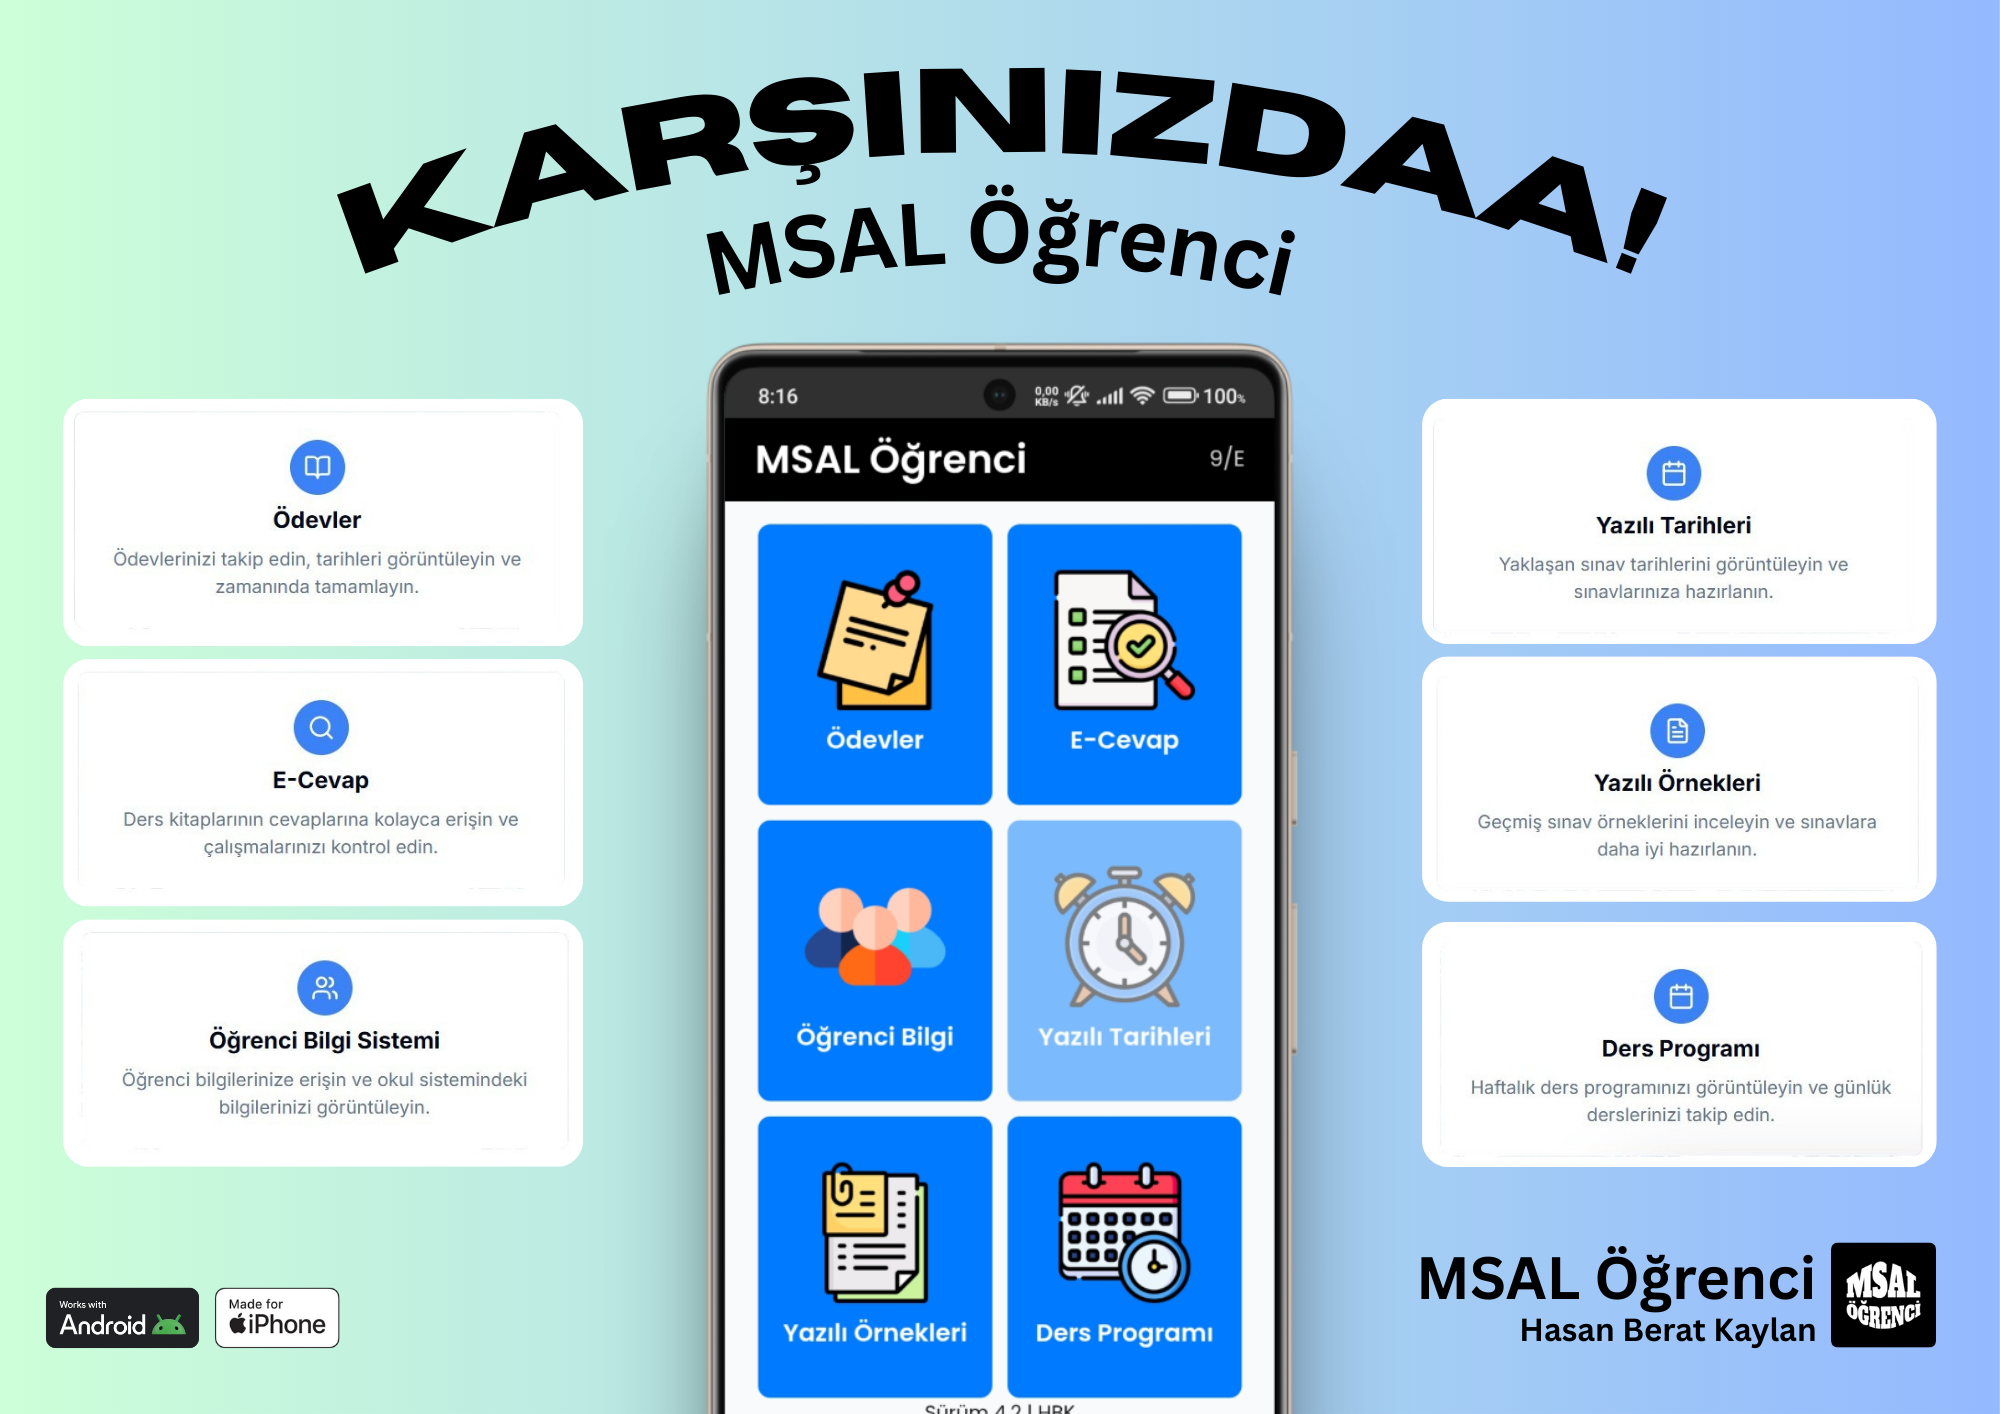 KARŞINIZDAA!
MSAL Öğrenci
Ödevler
Ödevlerinizi takip edin, tarihleri görüntüleyin ve
zamanında tamamlayın.
E-Cevap
Ders kitaplarının cevaplarına kolayca erişin ve
çalışmalarınızı kontrol edin.
Öğrenci Bilgi Sistemi
Öğrenci bilgilerinize erişin ve okul sistemindeki
bilgilerinizi görüntüleyin.
8:16
0,00
KB/s
100%
MSAL Öğrenci
9/E
Ödevler
E-Cevap
Öğrenci Bilgi
Yazılı Tarihleri
Yazılı Örnekleri
Ders Programı
Sürüm 4.2 | HBK
Yazılı Tarihleri
Yaklaşan sınav tarihlerini görüntüleyin ve
sınavlarınıza hazırlanın.
Yazılı Örnekleri
Geçmiş sınav örneklerini inceleyin ve sınavlara
daha iyi hazırlanın.
Ders Programı
Haftalık ders programınızı görüntüleyin ve günlük
derslerinizi takip edin.
Works with
Android
Made for
iPhone
MSAL Öğrenci
Hasan Berat Kaylan
MSAL
ÖĞRENCİ